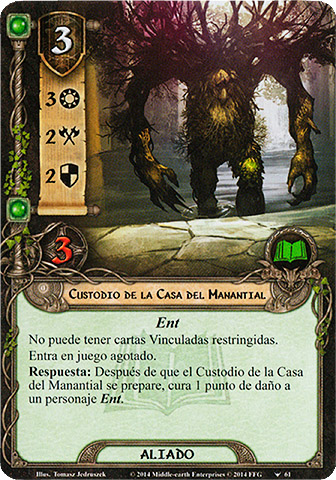 3
3
2
2
3
Custodio de la Casa del Manantial
Ent
No puede tener cartas Vinculadas restringidas.
Entra en juego agotado.
Respuesta: Después de que el Custodio de la Casa
del Manantial se prepare, cura 1 punto de daño a
un personaje Ent.
ALIADO
Illus. Tomasz Jedruszek
© 2014 Middle-earth Enterprises © 2014 FFG
61